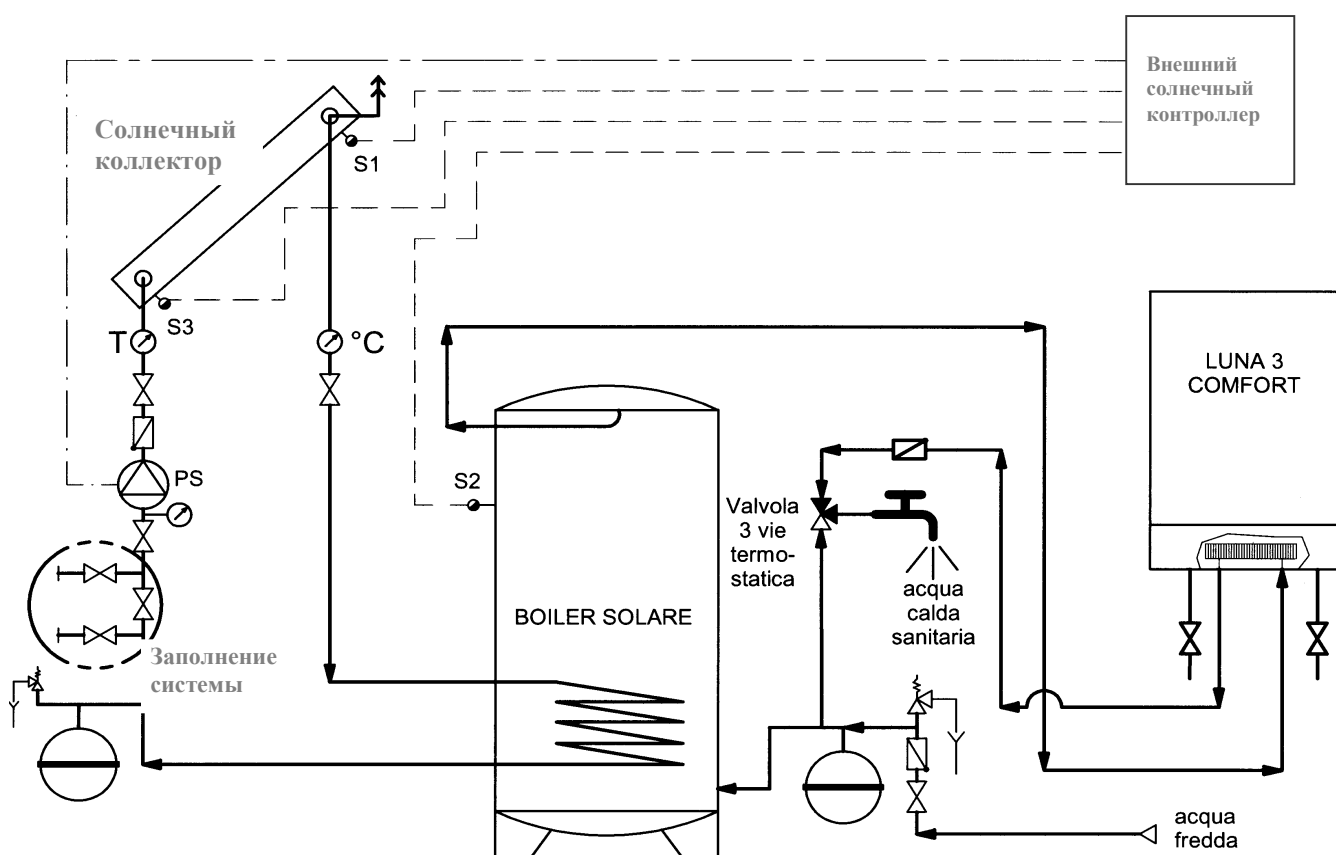 Внешний
солнечный
контроллер
Солнечный
коллектор
S1
S3
T
°C
LUNA 3
COMFORT
PS
S2
Valvola
3 vie
termo-
statica
acqua
calda
sanitaria
BOILER SOLARE
Заполнение
системы
acqua
fredda